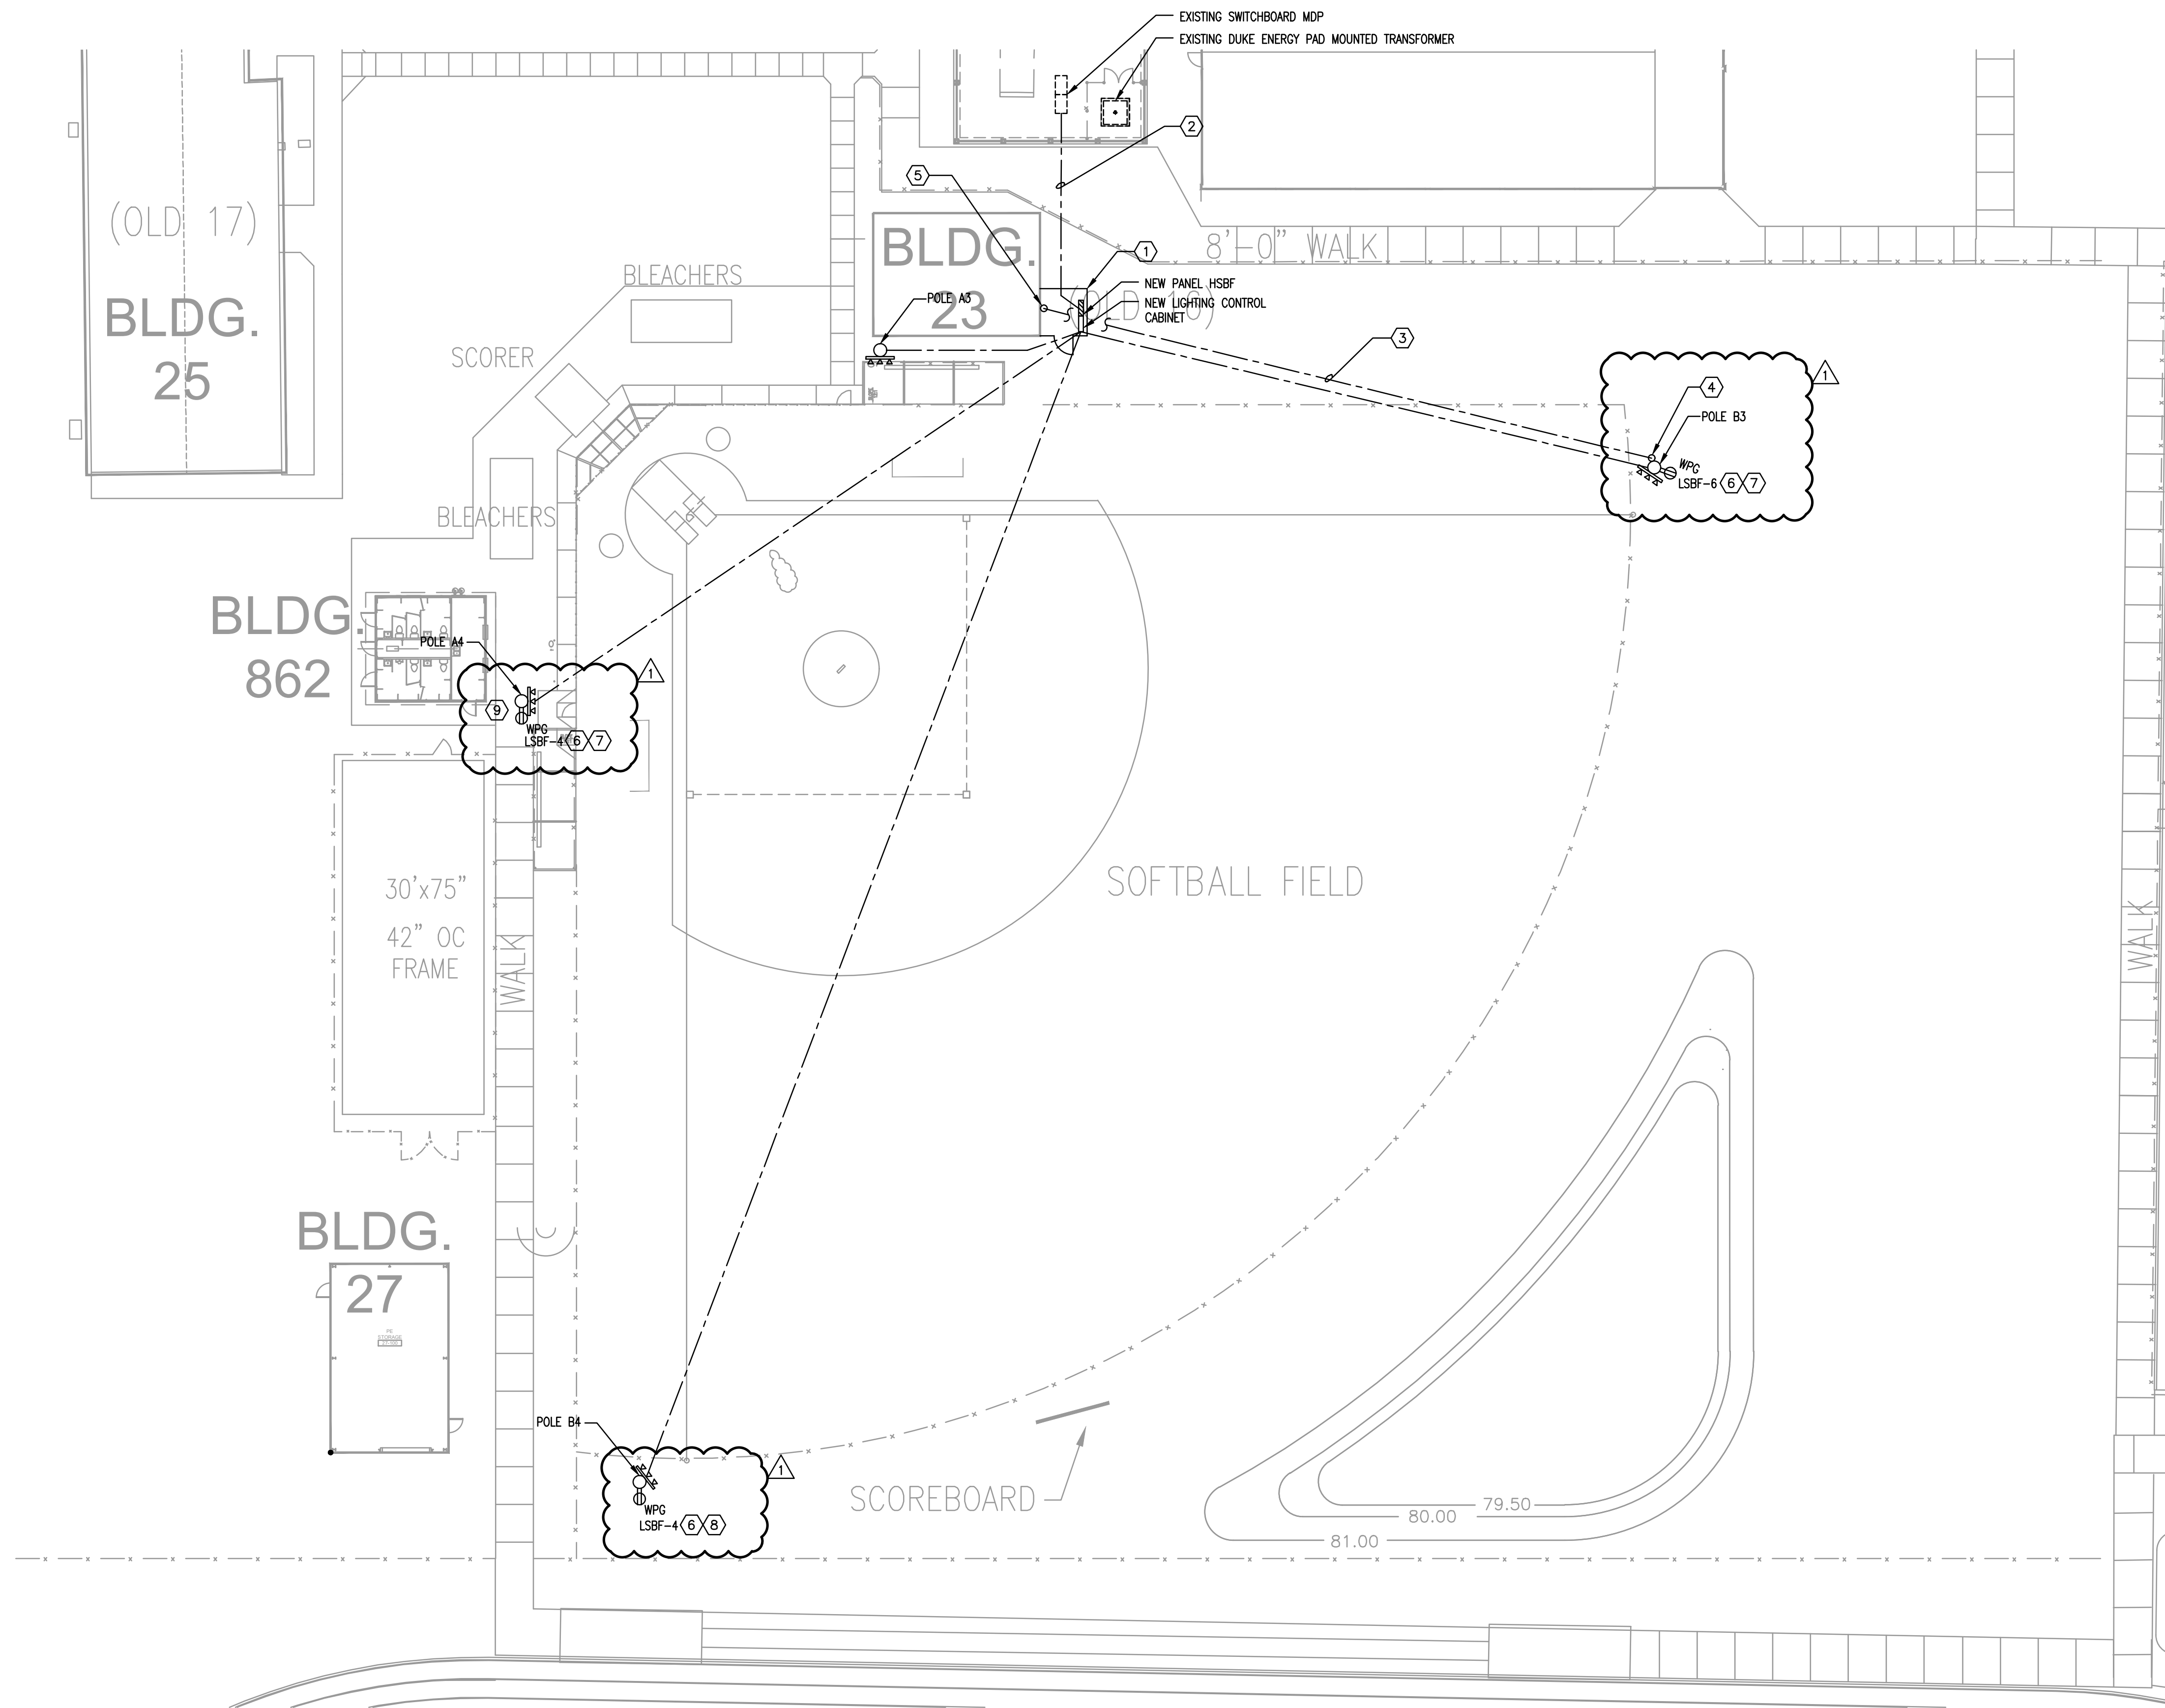 EXISTING SWITCHBOARD MDP
EXISTING DUKE ENERGY PAD MOUNTED TRANSFORMER
2
5
(OLD 17)
BLDG.
25
BLEACHERS
SCORER
BLDG.
23
(OLD 16)
8'-0" WALK
1
NEW PANEL HSBF
NEW LIGHTING CONTROL
CABINET
POLE A3
3
1
4
POLE B3
WPG
LSBF-6 6 7
BLEACHERS
BLDG.
862
POLE A4
1
9
WPG
LSBF-4 6 7
30'x75"
42" OC
FRAME
WALK
SOFTBALL FIELD
WALK
BLDG.
27
PE
STORAGE
POLE B4
1
WPG
LSBF-4 6 8
SCOREBOARD
79.50
80.00
81.00